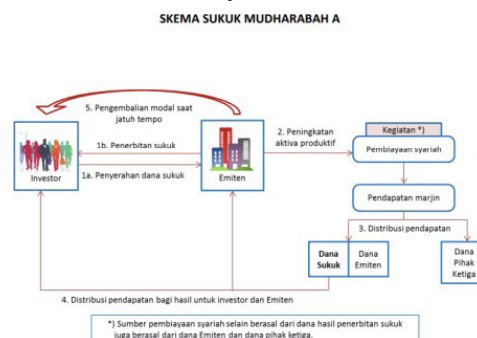 SKEMA SUKUK MUDHARABAH A
5. Pengembalian modal saat
jatuh tempo
Kegiatan *)
2. Peningkatan
aktiva produktif
1b. Penerbitan sukuk
Pembiayaan syariah
1a. Penyerahan dana sukuk
Investor
Emiten
Pendapatan marjin
3. Distribusi pendapatan
Dana
Sukuk
Dana
Emiten
Dana
Pihak
Ketiga
4. Distribusi pendapatan bagi hasil untuk investor dan Emiten
*) Sumber pembiayaan syariah selain berasal dari dana hasil penerbitan sukuk
juga berasal dari dana Emiten dan dana pihak ketiga.